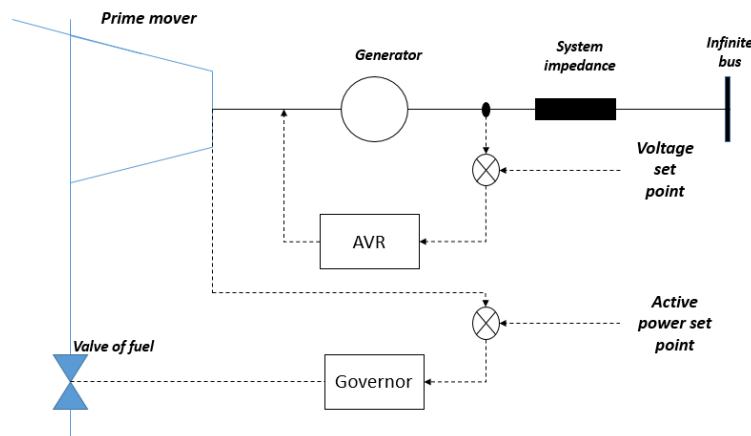 Prime mover
Generator
System
impedance
Infinite
bus
Voltage
set
point
AVR
Active
power set
point
Valve of fuel
Governor